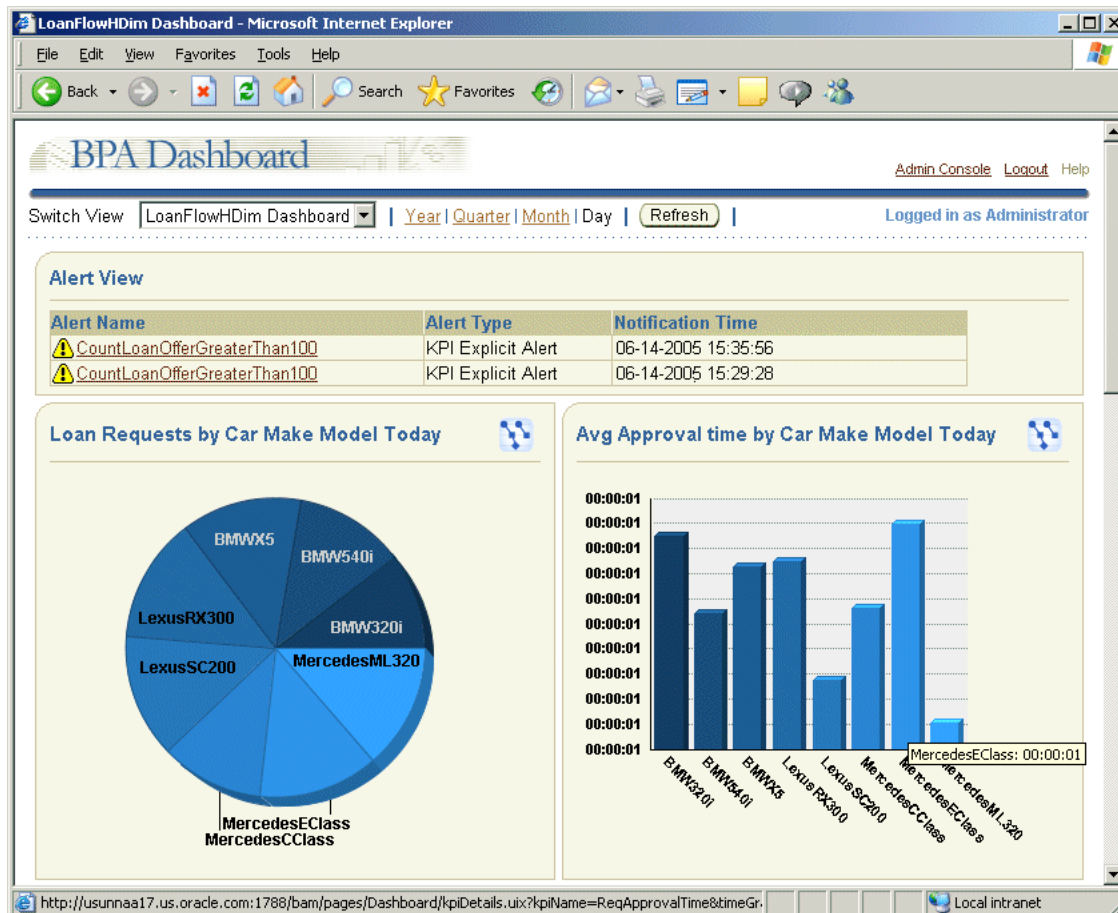 LoanFlowHDim Dashboard - Microsoft Internet Explorer
File Edit View Favorites Tools Help
Back Search Favorites
BPA Dashboard
Admin Console Logout Help
Switch View LoanFlowHDim Dashboard | Year | Quarter | Month | Day | Refresh | Logged in as Administrator
Alert View
Alert Name Alert Type Notification Time
CountLoanOfferGreaterThan100 KPI Explicit Alert 06-14-2005 15:35:56
CountLoanOfferGreaterThan100 KPI Explicit Alert 06-14-2005 15:29:28
Loan Requests by Car Make Model Today
BMWX5
BMW540i
LexusRX300
BMW320i
LexusSC200
MercedesML320
MercedesEClass
MercedesCClass
Avg Approval time by Car Make Model Today
00:00:01
00:00:01
00:00:01
00:00:01
00:00:01
00:00:01
00:00:01
00:00:01
00:00:01
00:00:01
00:00:01
MercedesEClass: 00:00:01
BMW320i
BMW540i
BMWX5
LexusRX300
LexusSC200
MercedesCClass
MercedesEClass
MercedesML320
http://usunnaa17.us.oracle.com:1788/bam/pages/Dashboard/kpiDetails.uix?kpiName=ReqApprovalTime&timeGr Local intranet